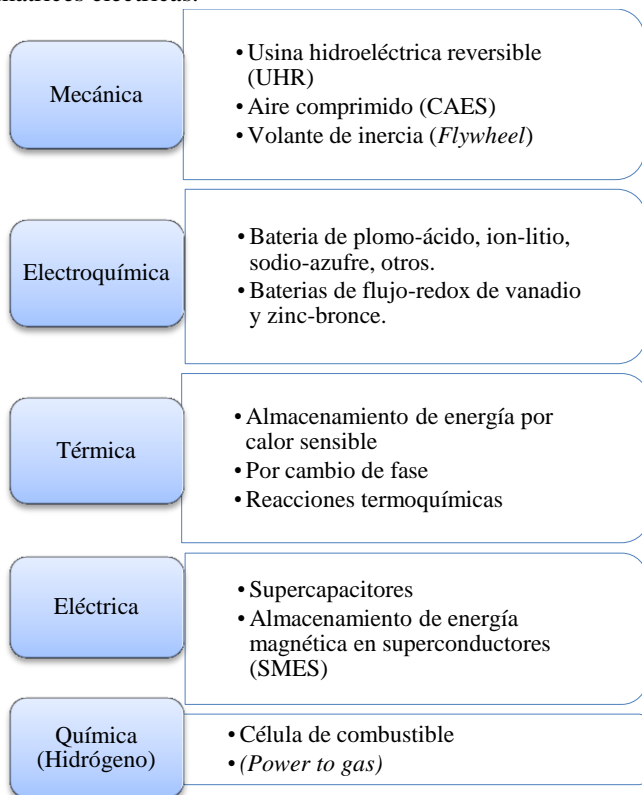 matrices eléctricas.
Mecánica
• Usina hidroeléctrica reversible
(UHR)
• Aire comprimido (CAES)
• Volante de inercia (Flywheel)
Electroquímica
• Bateria de plomo-ácido, ion-litio,
sodio-azufre, otros.
• Baterias de flujo-redox de vanadio
y zinc-bronce.
Térmica
• Almacenamiento de energía por
calor sensible
• Por cambio de fase
• Reacciones termoquímicas
Eléctrica
• Supercapacitores
• Almacenamiento de energía
magnética en superconductores
(SMES)
Química
(Hidrógeno)
• Célula de combustible
• (Power to gas)